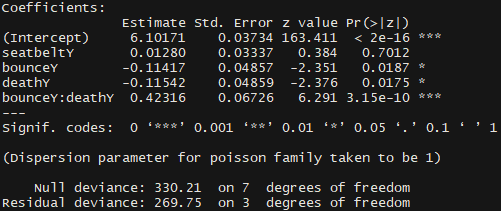 Coefficients:
Estimate Std. Error z value Pr(>|z|)
(Intercept) 6.10171 0.03734 163.411 < 2e-16 ***
seatbeltY 0.01280 0.03337 0.384 0.7012
bounceY -0.11417 0.04857 -2.351 0.0187 *
deathY -0.11542 0.04859 -2.376 0.0175 *
bounceY:deathY 0.42316 0.06726 6.291 3.15e-10 ***
---
Signif. codes: 0 ‘***’ 0.001 ‘**’ 0.01 ‘*’ 0.05 ‘.’ 0.1 ‘ ’ 1
(Dispersion parameter for poisson family taken to be 1)
Null deviance: 330.21 on 7 degrees of freedom
Residual deviance: 269.75 on 3 degrees of freedom